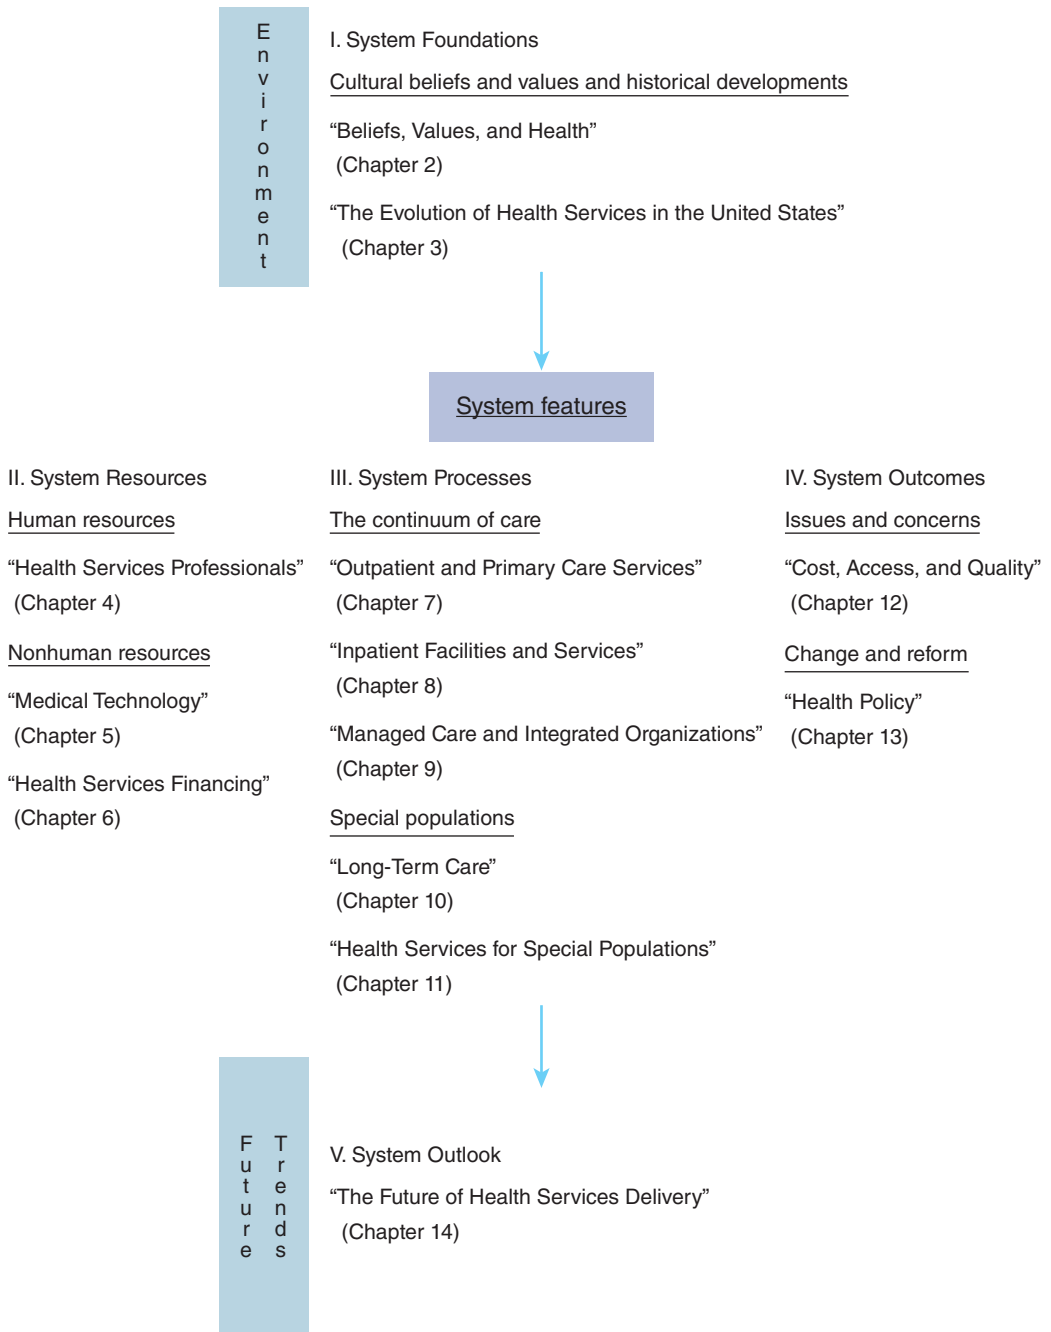 Environment
I. System Foundations
Cultural beliefs and values and historical developments
“Beliefs, Values, and Health”
(Chapter 2)
“The Evolution of Health Services in the United States”
(Chapter 3)
System features
II. System Resources
Human resources
“Health Services Professionals”
(Chapter 4)
Nonhuman resources
“Medical Technology”
(Chapter 5)
“Health Services Financing”
(Chapter 6)
III. System Processes
The continuum of care
“Outpatient and Primary Care Services”
(Chapter 7)
“Inpatient Facilities and Services”
(Chapter 8)
“Managed Care and Integrated Organizations”
(Chapter 9)
Special populations
“Long-Term Care”
(Chapter 10)
“Health Services for Special Populations”
(Chapter 11)
IV. System Outcomes
Issues and concerns
“Cost, Access, and Quality”
(Chapter 12)
Change and reform
“Health Policy”
(Chapter 13)
Future
Trends
V. System Outlook
“The Future of Health Services Delivery”
(Chapter 14)